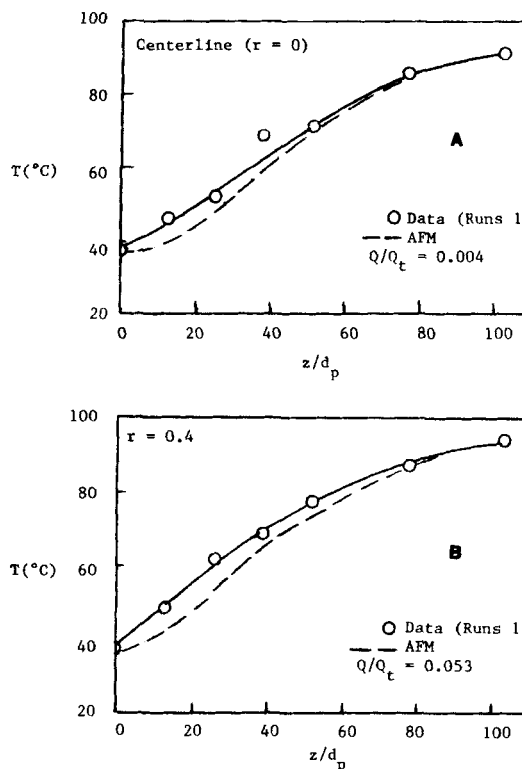 100
Centerline (r = 0)
80
T(°C)
60
A
40
O Data (Runs 1
--- AFM
Q/Q_t = 0.004
20
0 20 40 60 80 100
z/d_p
100
r = 0.4
80
T(°C)
60
B
40
O Data (Runs 1
--- AFM
Q/Q_t = 0.053
20
0 20 40 60 80 100
z/d_p